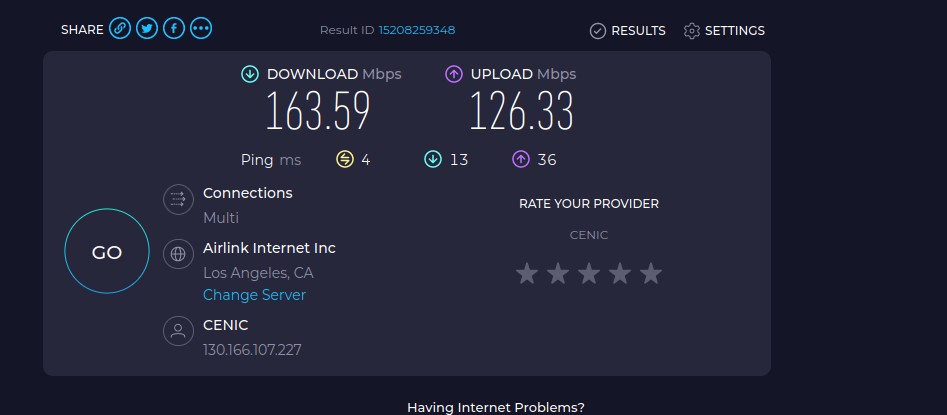 SHARE
Result ID 15208259348
RESULTS
SETTINGS
DOWNLOAD Mbps
163.59
UPLOAD Mbps
126.33
Ping ms 4 13 36
GO
Connections
Multi
Airlink Internet Inc
Los Angeles, CA
Change Server
CENIC
130.166.107.227
RATE YOUR PROVIDER
CENIC
Having Internet Problems?